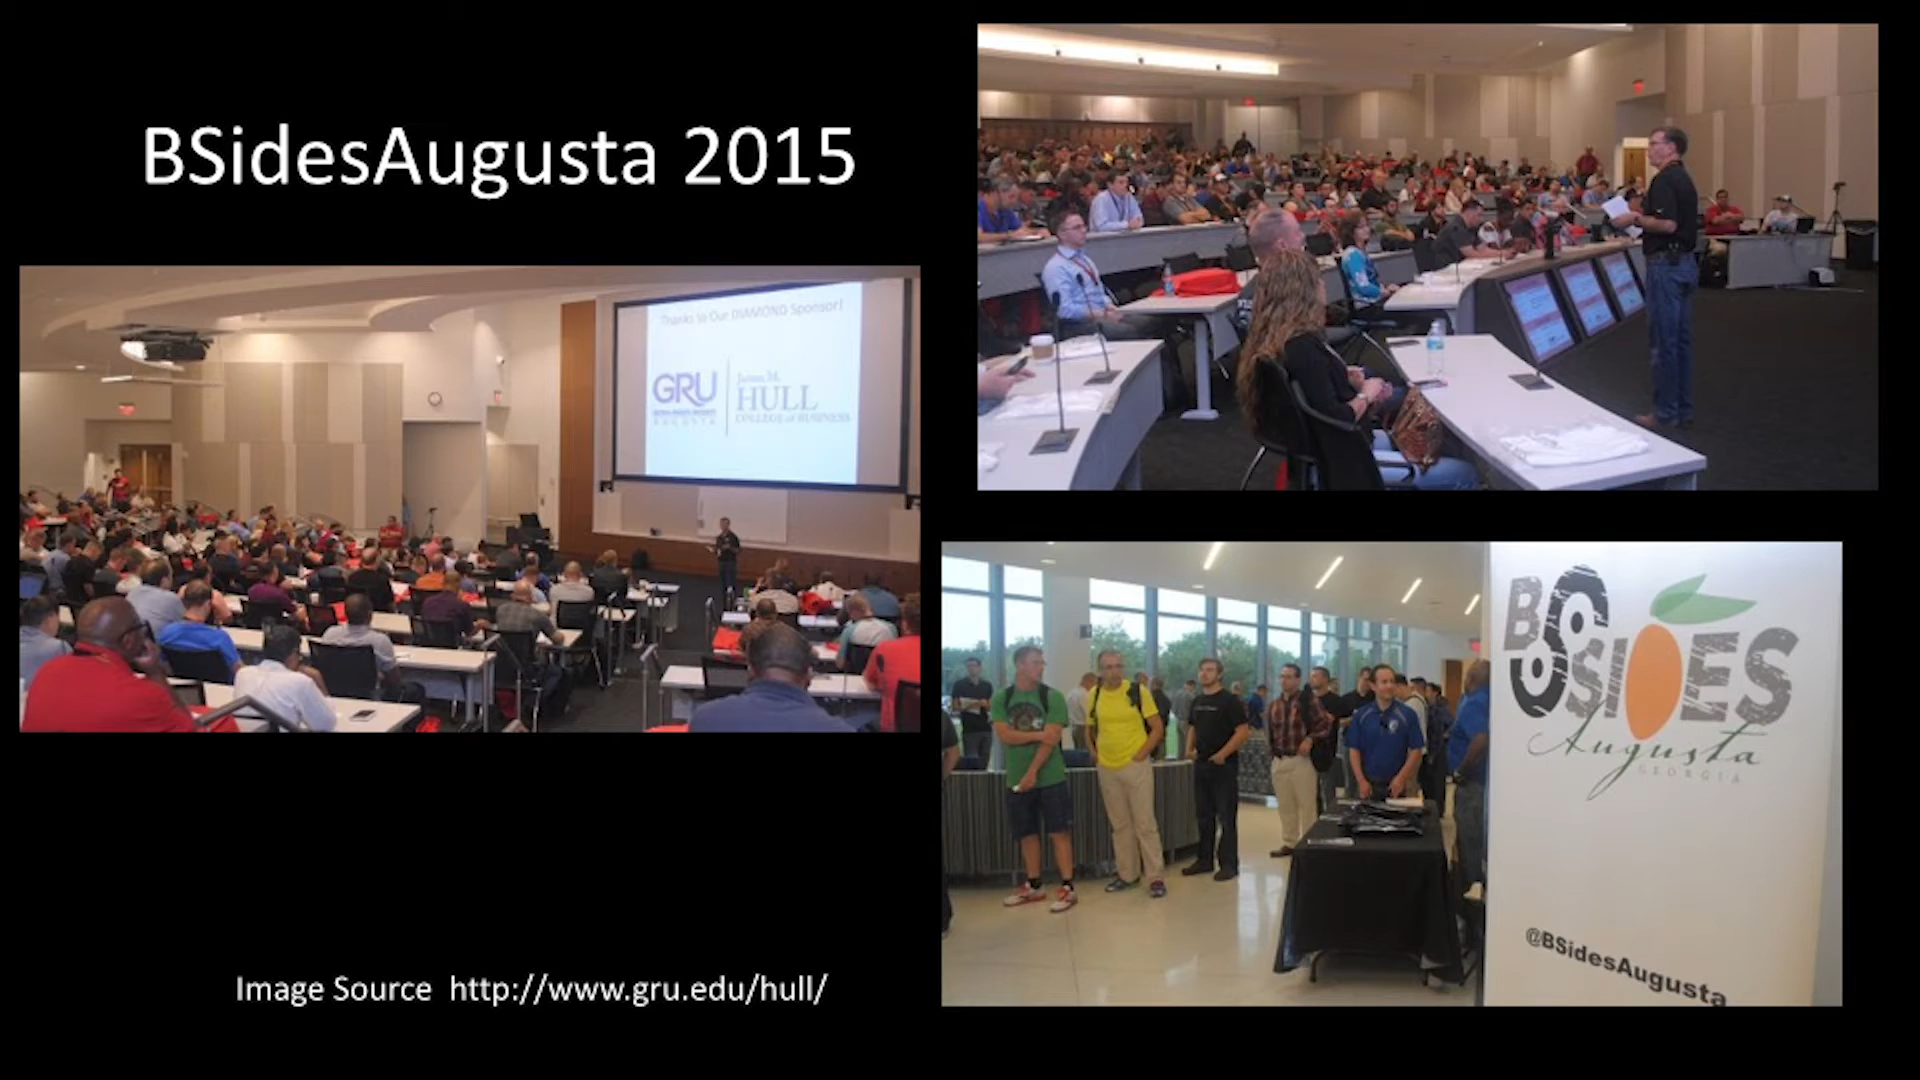 BSidesAugusta 2015
Thanks to Our DIAMOND Sponsor!
GRU
AUGUSTA
James M.
HULL
COLLEGE of BUSINESS
BSIDES
Augusta
GEORGIA
@BSidesAugusta
Image Source http://www.gru.edu/hull/